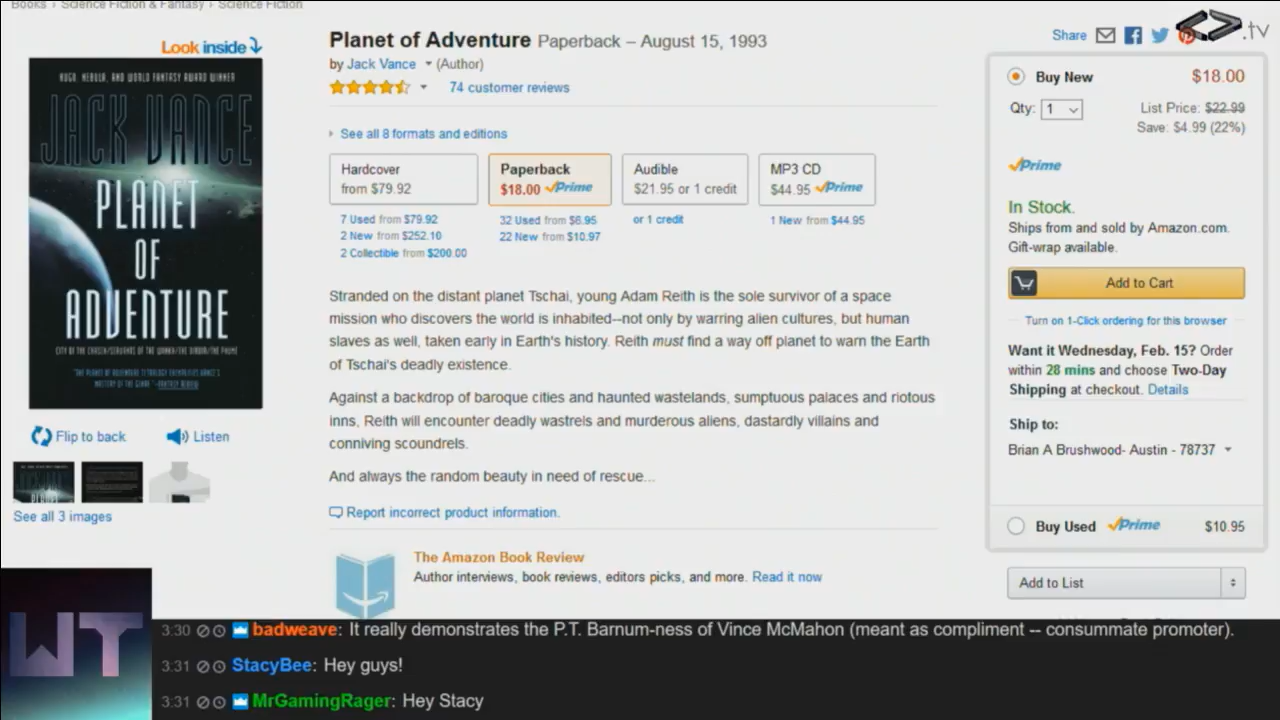 Books › Science Fiction & Fantasy › Science Fiction
Look inside
HUGO, NEBULA, AND WORLD FANTASY AWARD WINNER
JACK VANCE
PLANET
OF
ADVENTURE
Flip to back
Listen
See all 3 images
Planet of Adventure Paperback – August 15, 1993
by Jack Vance (Author)
74 customer reviews
See all 8 formats and editions
Hardcover
from $79.92
Paperback
$18.00 Prime
Audible
$21.95 or 1 credit
MP3 CD
$44.95 Prime
7 Used from $79.92
2 New from $252.10
2 Collectible from $200.00
32 Used from $6.95
22 New from $10.97
or 1 credit
1 New from $44.95
Stranded on the distant planet Tschai, young Adam Reith is the sole survivor of a space
mission who discovers the world is inhabited--not only by warring alien cultures, but human
slaves as well, taken early in Earth's history. Reith must find a way off planet to warn the Earth
of Tschai's deadly existence.
Against a backdrop of baroque cities and haunted wastelands, sumptuous palaces and riotous
inns, Reith will encounter deadly wastrels and murderous aliens, dastardly villains and
conniving scoundrels.
And always the random beauty in need of rescue...
Report incorrect product information.
The Amazon Book Review
Author interviews, book reviews, editors picks, and more. Read it now
Share
.tv
Buy New $18.00
Qty: 1
List Price: $22.99
Save: $4.99 (22%)
Prime
In Stock.
Ships from and sold by Amazon.com.
Gift-wrap available.
Add to Cart
Turn on 1-Click ordering for this browser
Want it Wednesday, Feb. 15? Order
within 28 mins and choose Two-Day
Shipping at checkout. Details
Ship to:
Brian A Brushwood- Austin - 78737
Buy Used Prime $10.95
Add to List
WT
3:30 badweave: It really demonstrates the P.T. Barnum-ness of Vince McMahon (meant as compliment -- consummate promoter).
3:31 StacyBee: Hey guys!
3:31 MrGamingRager: Hey Stacy